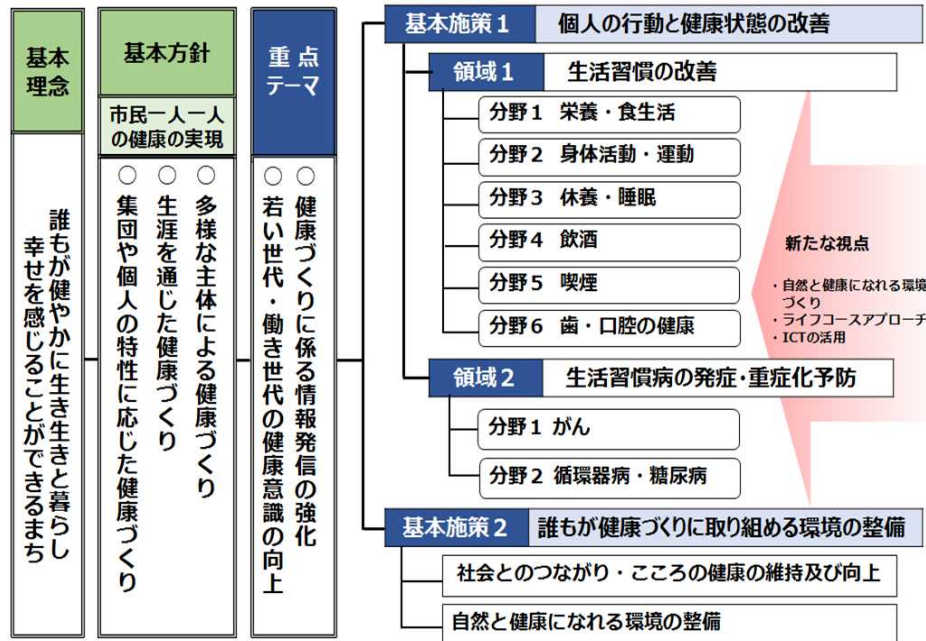 基本
理念
誰もが健やかに生き生きと暮らし
幸せを感じることができるまち
基本方針
市民一人一人
の健康の実現
○ 多様な主体による健康づくり
○ 生涯を通じた健康づくり
○ 集団や個人の特性に応じた健康づくり
重点
テーマ
○ 健康づくりに係る情報発信の強化
○ 若い世代・働き世代の健康意識の向上
基本施策1 個人の行動と健康状態の改善
領域1 生活習慣の改善
分野1 栄養・食生活
分野2 身体活動・運動
分野3 休養・睡眠
分野4 飲酒
分野5 喫煙
分野6 歯・口腔の健康
領域2 生活習慣病の発症・重症化予防
分野1 がん
分野2 循環器病・糖尿病
基本施策2 誰もが健康づくりに取り組める環境の整備
社会とのつながり・こころの健康の維持及び向上
自然と健康になれる環境の整備
新たな視点
・自然と健康になれる環境
づくり
・ライフコースアプローチ
・ICTの活用